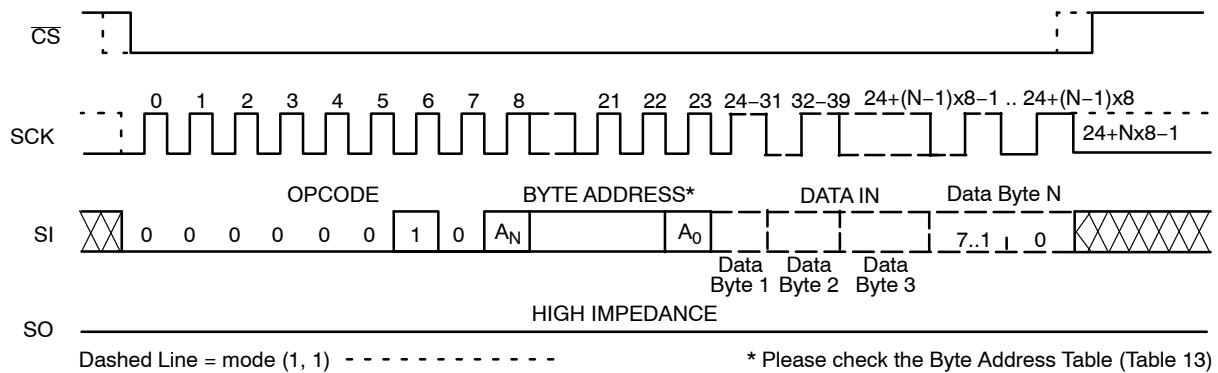 CS
0 1 2 3 4 5 6 7 8 21 22 23 24–31 32–39 24+(N–1)x8–1 .. 24+(N–1)x8
SCK
24+Nx8–1
OPCODE BYTE ADDRESS* DATA IN Data Byte N
SI
0 0 0 0 0 0 1 0 AN A0 7..1 0
Data Byte 1
Data Byte 2
Data Byte 3
HIGH IMPEDANCE
SO
Dashed Line = mode (1, 1)
* Please check the Byte Address Table (Table 13)